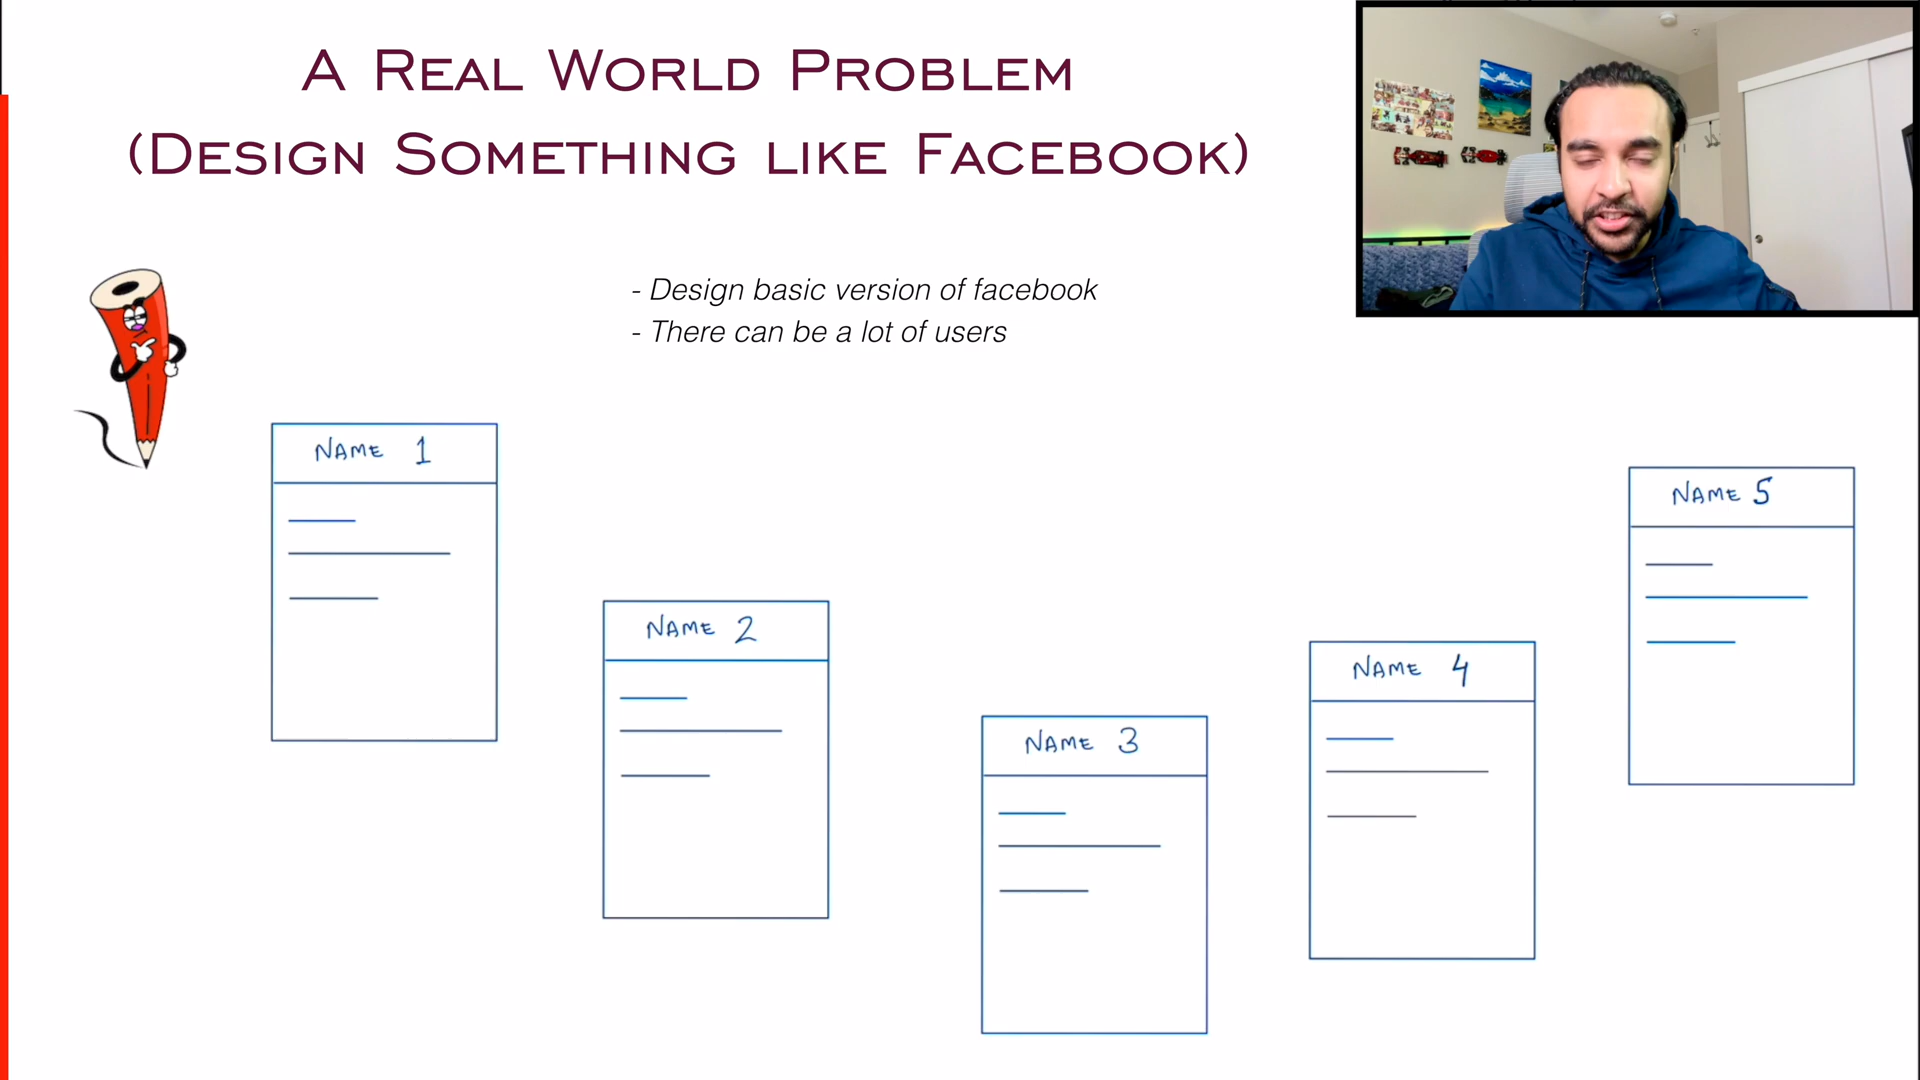 A Real World Problem
(Design Something like Facebook)
- Design basic version of facebook
- There can be a lot of users
NAME 1
NAME 2
NAME 3
NAME 4
NAME 5